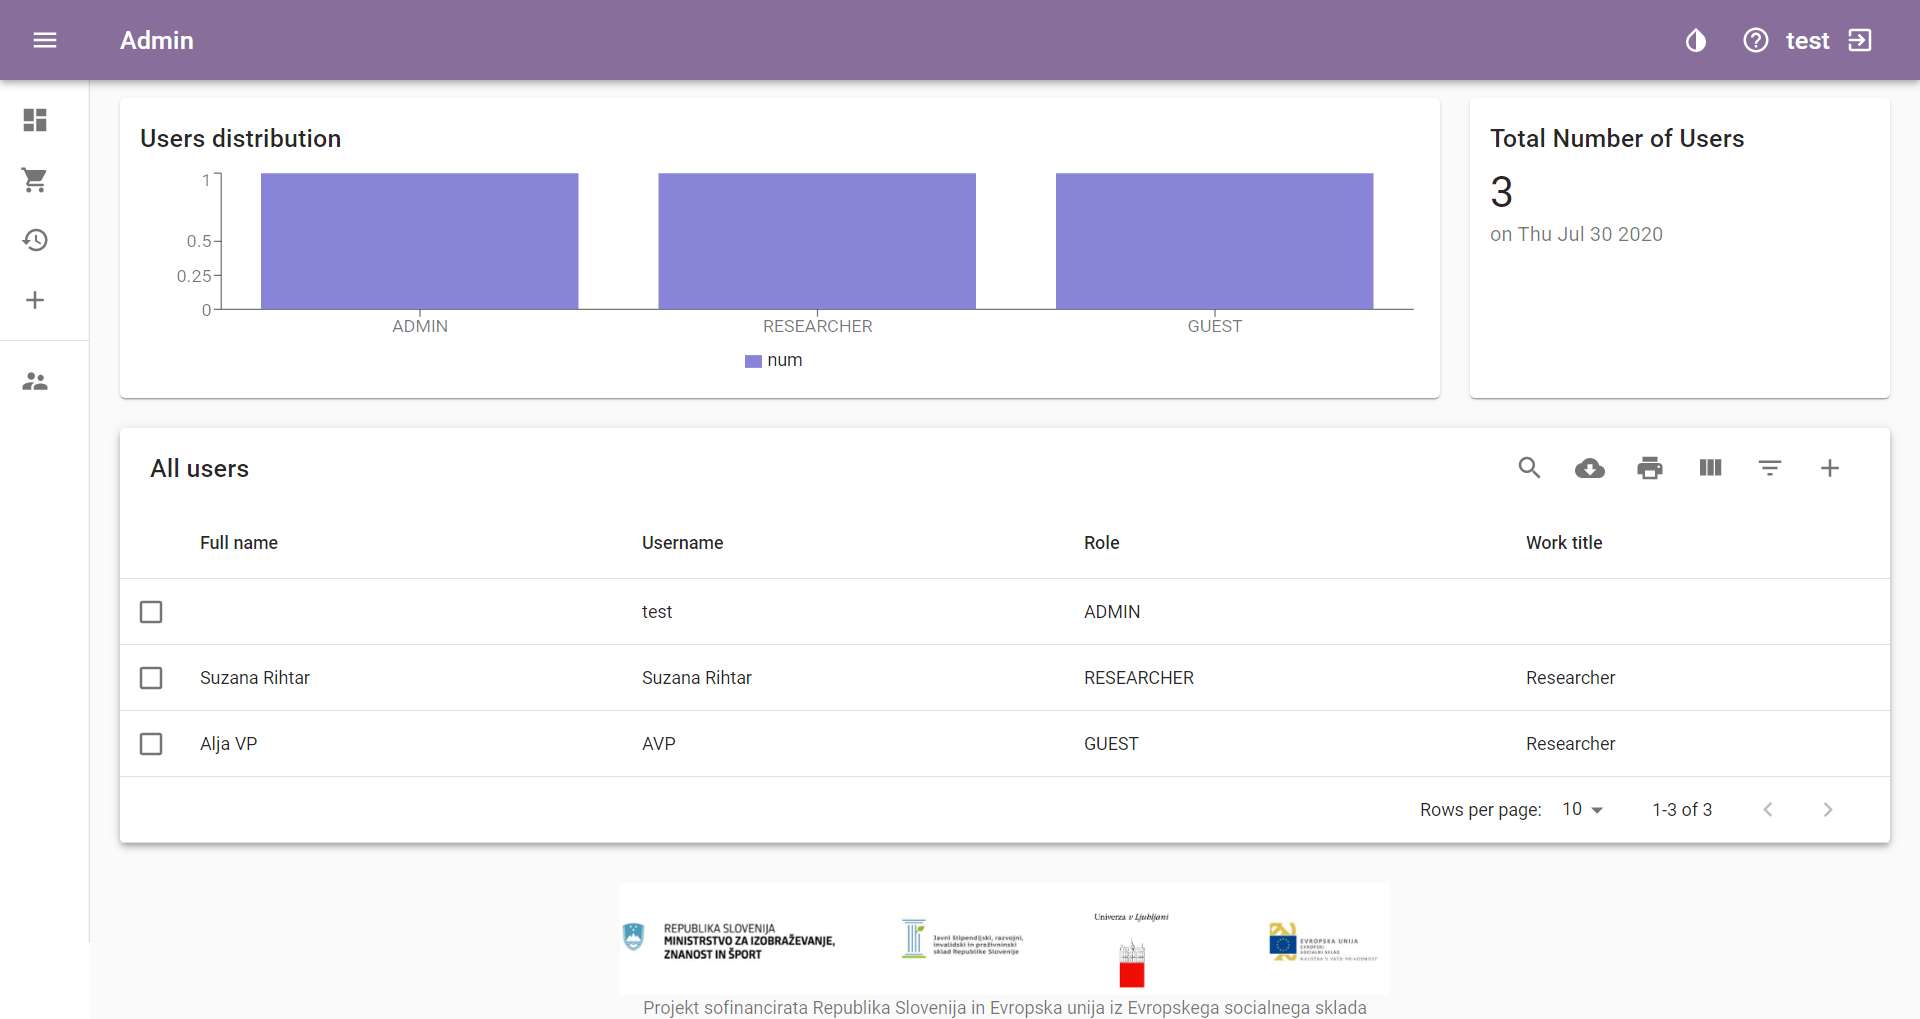 Admin
test
Users distribution
1
0.5
0.25
0
ADMIN
RESEARCHER
GUEST
num
Total Number of Users
3
on Thu Jul 30 2020
All users
Full name Username Role Work title
test ADMIN
Suzana Rihtar Suzana Rihtar RESEARCHER Researcher
Alja VP AVP GUEST Researcher
Rows per page: 10 1-3 of 3
REPUBLIKA SLOVENIJA
MINISTRSTVO ZA IZOBRAŽEVANJE,
ZNANOST IN ŠPORT
Javni štipendijski, razvojni,
invalidski in preživninski
sklad Republike Slovenije
Univerza v Ljubljani
EVROPSKA UNIJA
EVROPSKI
SOCIALNI SKLAD
NALOŽBA V VAŠO PRIHODNOST
Projekt sofinancirata Republika Slovenija in Evropska unija iz Evropskega socialnega sklada